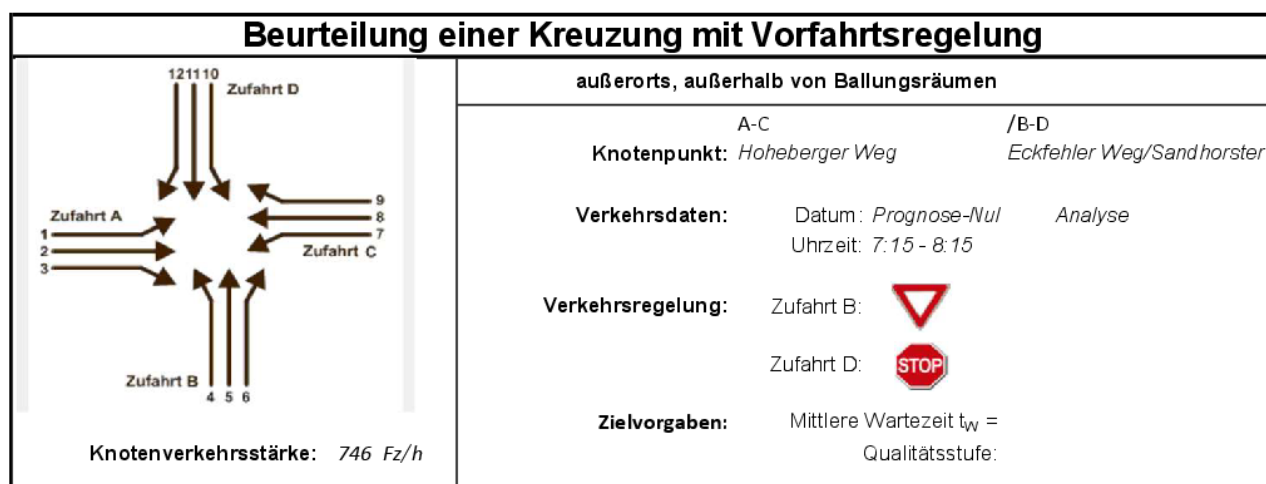 Beurteilung einer Kreuzung mit Vorfahrtsregelung
121110
Zufahrt D
Zufahrt A
1
2
3
9
8
7
Zufahrt C
Zufahrt B
4 5 6
Knotenverkehrsstärke: 746 Fz/h
außerorts, außerhalb von Ballungsräumen
A-C /B-D
Knotenpunkt: Hoheberger Weg Eckfehler Weg/Sandhorster
Verkehrsdaten: Datum: Prognose-Nul Analyse
Uhrzeit: 7:15 - 8:15
Verkehrsregelung: Zufahrt B:
Zufahrt D: STOP
Zielvorgaben: Mittlere Wartezeit tW =
Qualitätsstufe: